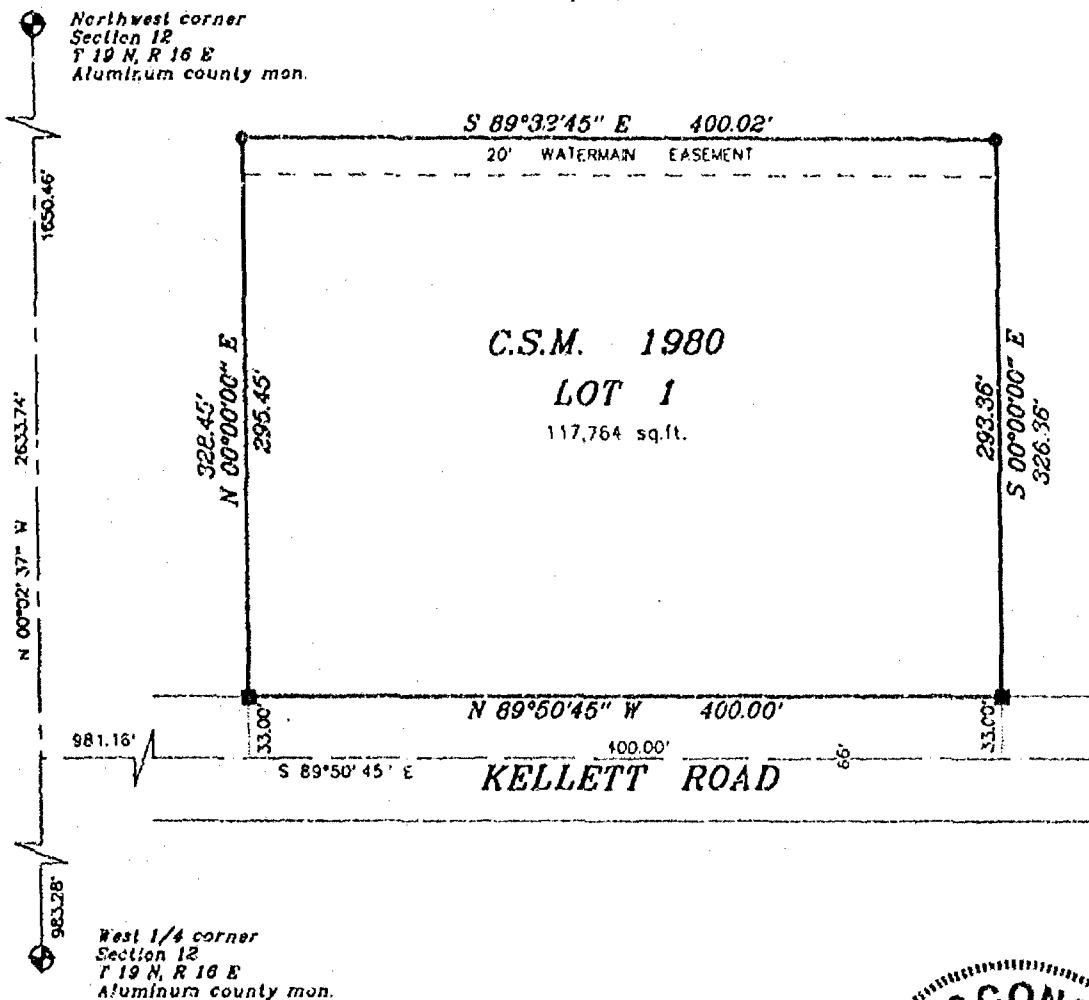 Northwest corner
Section 12
T 19 N, R 16 E
Aluminum county mon.
S 89°32'45" E 400.02'
20' WATERMAIN EASEMENT
1650.46'
C.S.M. 1980
LOT 1
117,764 sq.ft.
328.45'
N 00°00'00" E
295.45'
293.36'
S 00°00'00" E
326.36'
N 00°02'37" W 2633.74'
N 89°50'45" W 400.00'
33.00'
33.00'
981.16'
400.00'
66'
S 89°50'45" E
KELLETT ROAD
983.28'
West 1/4 corner
Section 12
T 19 N, R 16 E
Aluminum county mon.